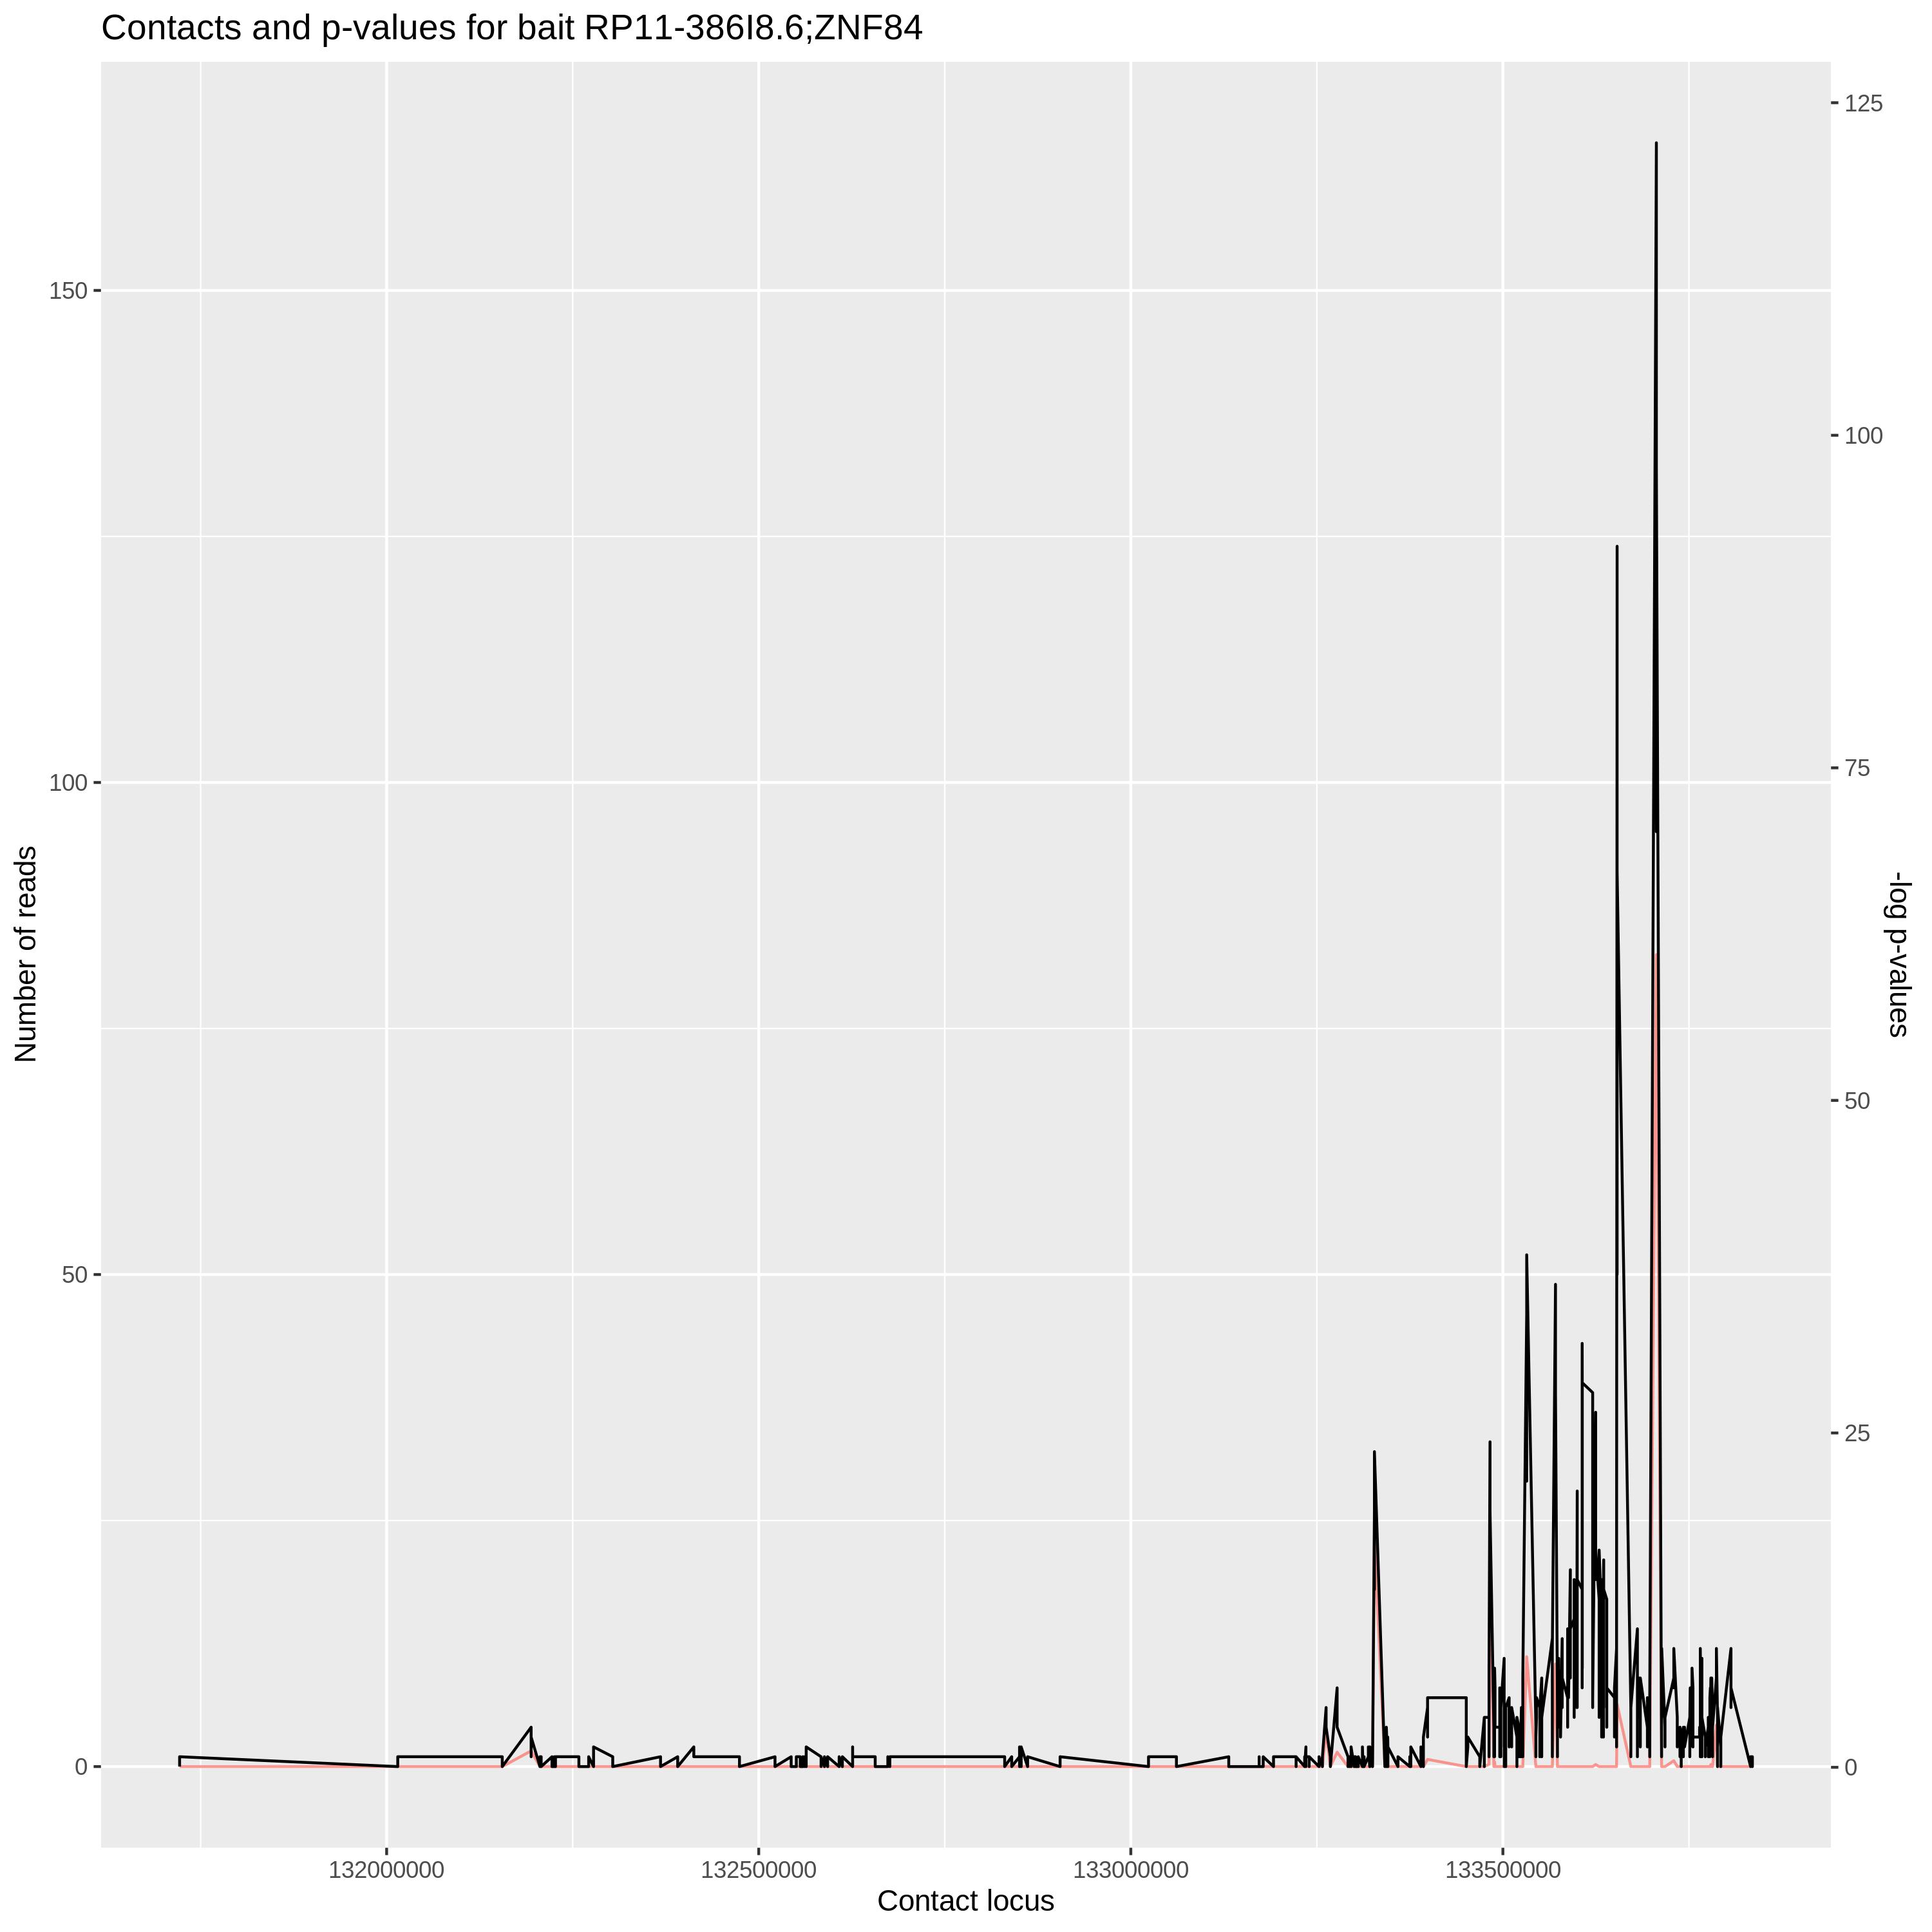 Contacts and p-values for bait RP11-386I8.6;ZNF84
125
150
100
100
75
Number of reads
-log p-values
50
50
25
0
0
132000000 132500000 133000000 133500000
Contact locus